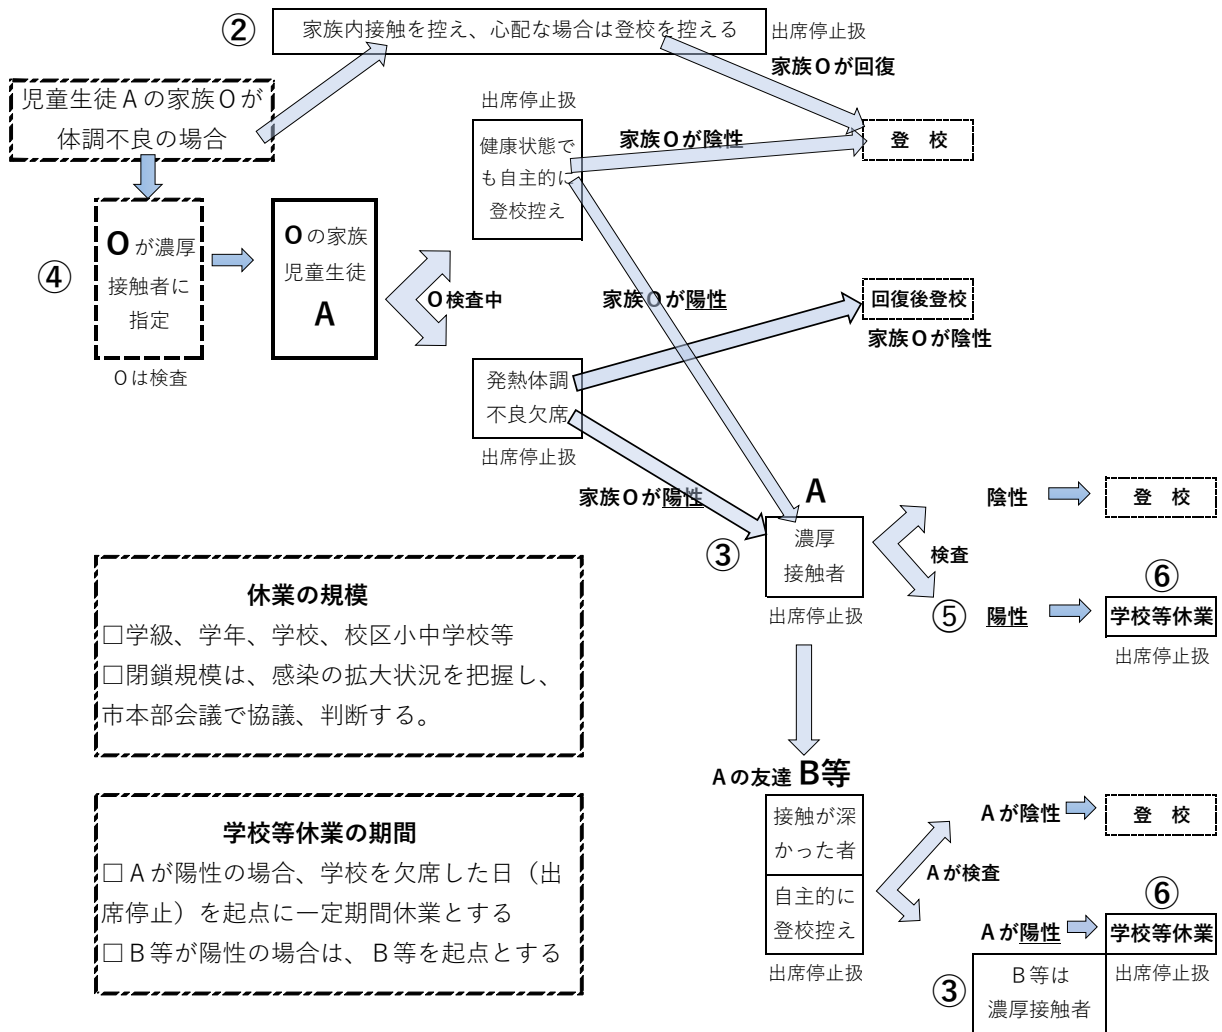 ②
家族内接触を控え、心配な場合は登校を控える
出席停止扱
家族Oが回復
児童生徒Aの家族Oが
体調不良の場合
出席停止扱
健康状態で
も自主的に
登校控え
家族Oが陰性
登　校
④
Oが濃厚
接触者に
指定
Oは検査
Oの家族
児童生徒
A
O検査中
家族Oが陽性
回復後登校
家族Oが陰性
発熱体調
不良欠席
出席停止扱
家族Oが陽性
A
③
濃厚
接触者
出席停止扱
検査
陰性
登　校
⑤
陽性
⑥
学校等休業
出席停止扱
休業の規模
□学級、学年、学校、校区小中学校等
□閉鎖規模は、感染の拡大状況を把握し、
市本部会議で協議、判断する。
学校等休業の期間
□Aが陽性の場合、学校を欠席した日（出
席停止）を起点に一定期間休業とする
□B等が陽性の場合は、B等を起点とする
Aの友達B等
接触が深
かった者
自主的に
登校控え
出席停止扱
Aが検査
Aが陰性
登　校
Aが陽性
⑥
学校等休業
出席停止扱
③
B等は
濃厚接触者